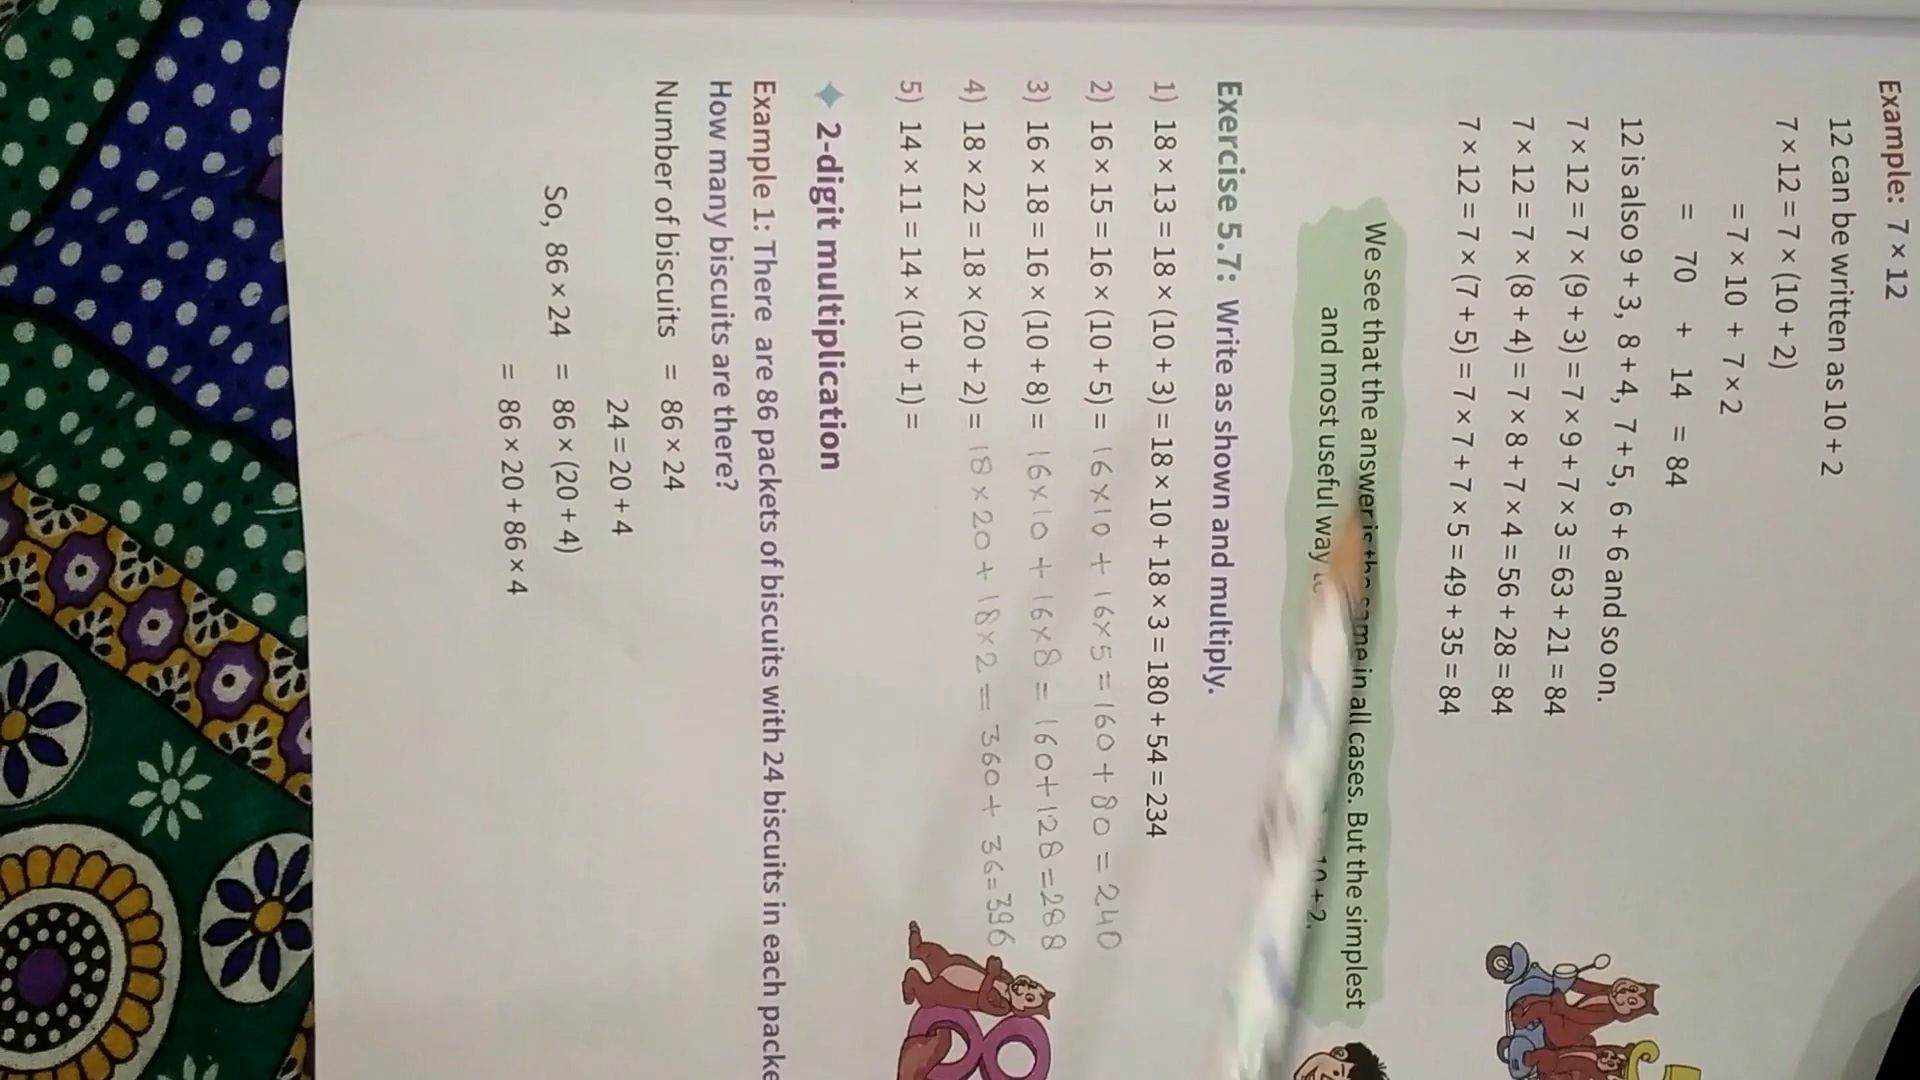 Example: 7 × 12
12 can be written as 10 + 2
7 × 12 = 7 × (10 + 2)
= 7 × 10 + 7 × 2
= 70 + 14 = 84
12 is also 9 + 3, 8 + 4, 7 + 5, 6 + 6 and so on.
7 × 12 = 7 × (9 + 3) = 7 × 9 + 7 × 3 = 63 + 21 = 84
7 × 12 = 7 × (8 + 4) = 7 × 8 + 7 × 4 = 56 + 28 = 84
7 × 12 = 7 × (7 + 5) = 7 × 7 + 7 × 5 = 49 + 35 = 84
We see that the answer is the same in all cases. But the simplest
and most useful way 10 + 2.
Exercise 5.7: Write as shown and multiply.
1) 18 × 13 = 18 × (10 + 3) = 18 × 10 + 18 × 3 = 180 + 54 = 234
2) 16 × 15 = 16 × (10 + 5) = 16 × 10 + 16 × 5 = 160 + 80 = 240
3) 16 × 18 = 16 × (10 + 8) = 16 × 10 + 16 × 8 = 160 + 128 = 288
4) 18 × 22 = 18 × (20 + 2) = 18 × 20 + 18 × 2 = 360 + 36 = 396
5) 14 × 11 = 14 × (10 + 1) =
2-digit multiplication
Example 1: There are 86 packets of biscuits with 24 biscuits in each
How many biscuits are there?
Number of biscuits = 86 × 24
24 = 20 + 4
So, 86 × 24 = 86 × (20 + 4)
= 86 × 20 + 86 × 4